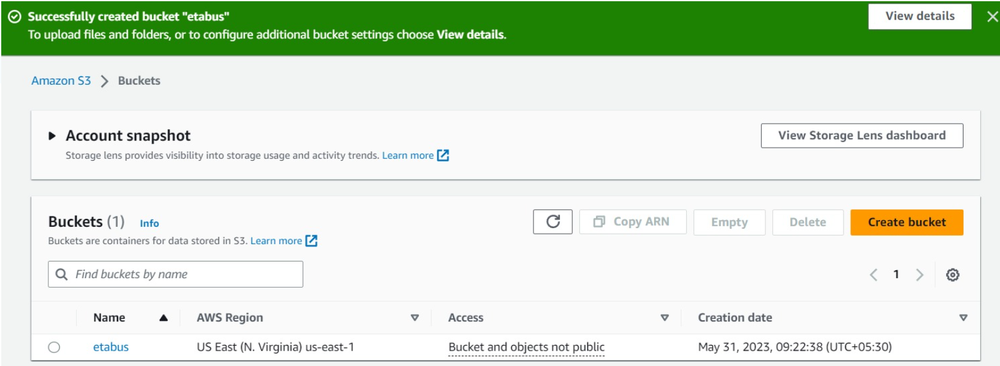 Successfully created bucket "etabus"
View details
To upload files and folders, or to configure additional bucket settings choose View details.
Amazon S3 > Buckets
Account snapshot
View Storage Lens dashboard
Storage lens provides visibility into storage usage and activity trends. Learn more
Buckets (1) Info
Copy ARN Empty Delete Create bucket
Buckets are containers for data stored in S3. Learn more
Find buckets by name
1
Name AWS Region Access Creation date
etabus US East (N. Virginia) us-east-1 Bucket and objects not public May 31, 2023, 09:22:38 (UTC+05:30)